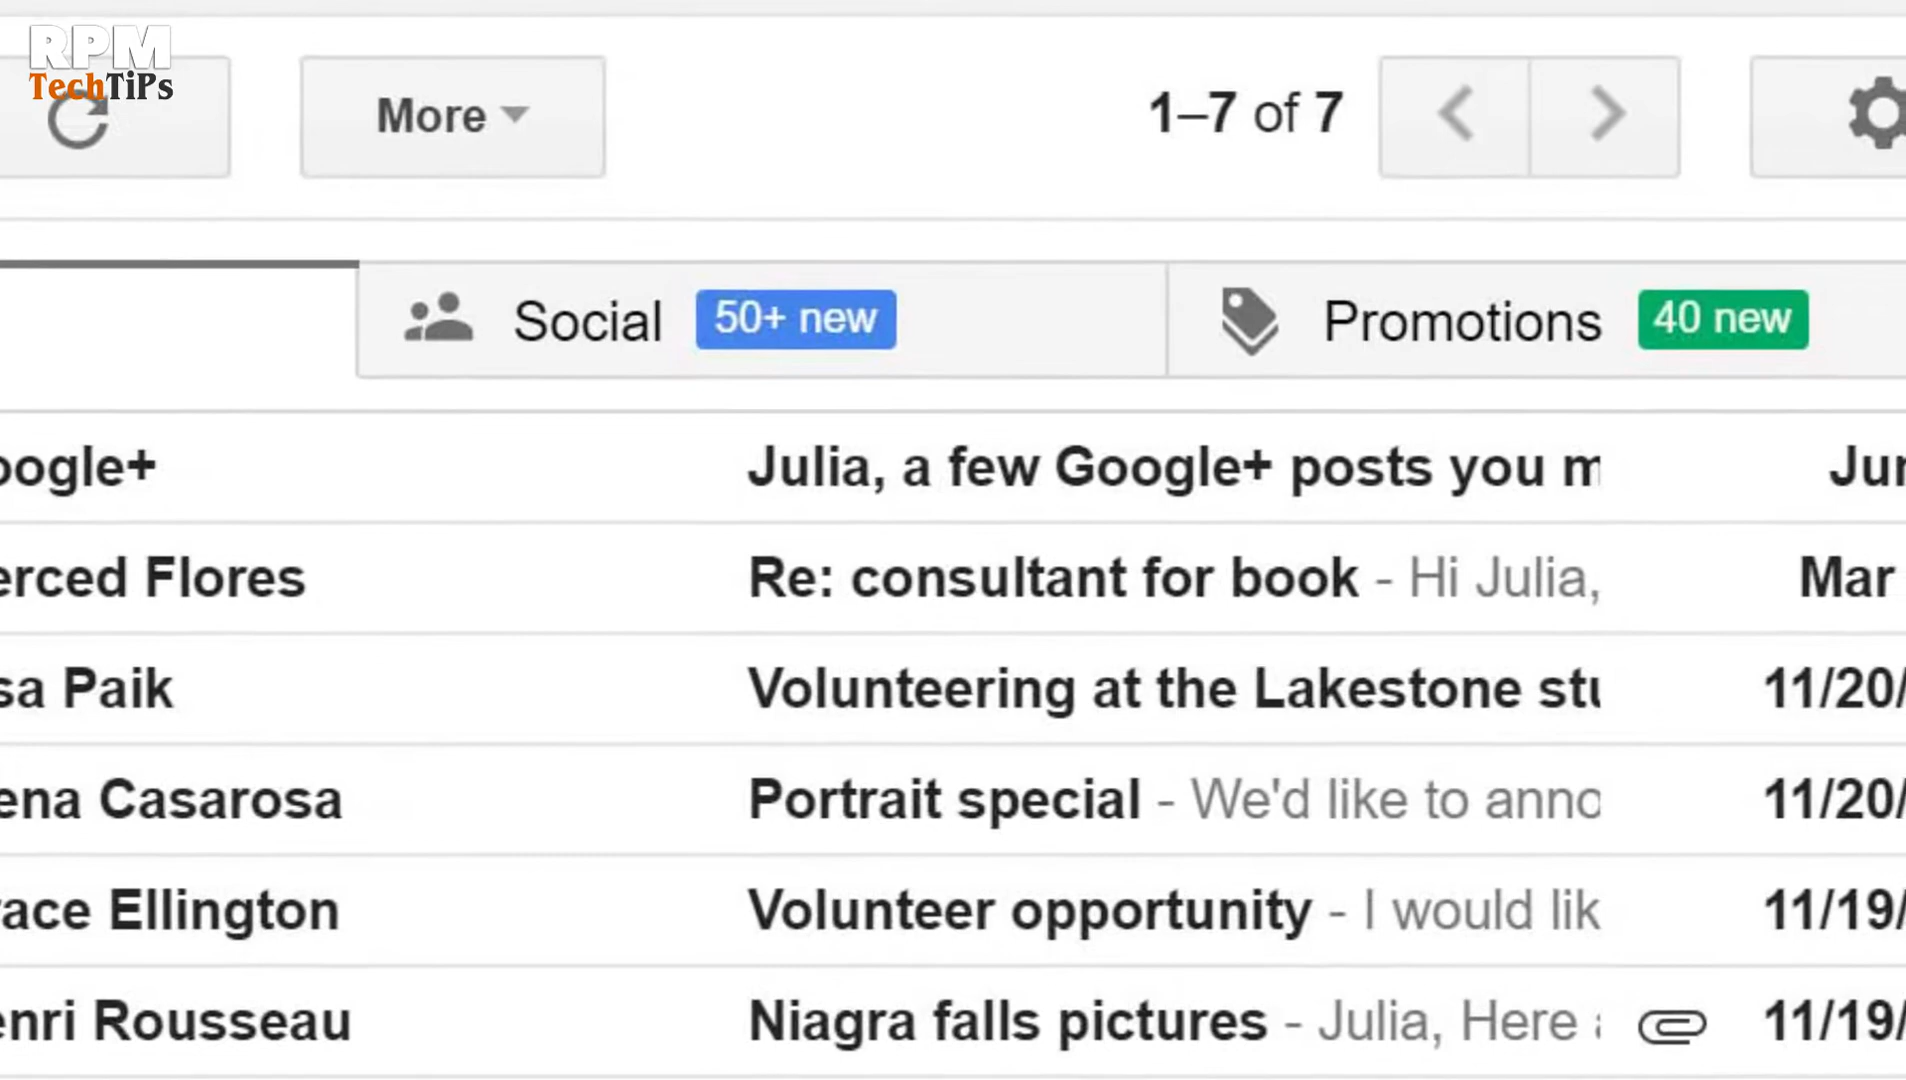 RPM
TechTiPs
More
1–7 of 7
Social 50+ new
Promotions 40 new
oogle+ Julia, a few Google+ posts you m Jun
erced Flores Re: consultant for book - Hi Julia, Mar
sa Paik Volunteering at the Lakestone stu 11/20/
ena Casarosa Portrait special - We'd like to anno 11/20/
race Ellington Volunteer opportunity - I would lik 11/19/
enri Rousseau Niagra falls pictures - Julia, Here 11/19/